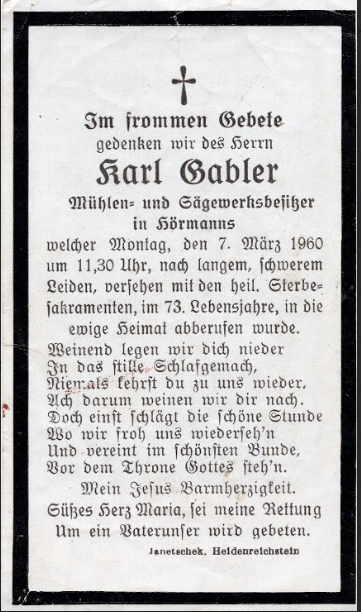 Im frommen Gebete
gedenken wir des Herrn
Karl Gabler
Mühlen- und Sägewerksbesitzer
in Hörmanns
welcher Montag, den 7. März 1960
um 11,30 Uhr, nach langem, schwerem
Leiden, versehen mit den heil. Sterbe-
sakramenten, im 73. Lebensjahre, in die
ewige Heimat abberufen wurde.
Weinend legen wir dich nieder
In das stille Schlafgemach,
Niemals kehrst du zu uns wieder,
Ach darum weinen wir dir nach.
Doch einst schlägt die schöne Stunde
Wo wir froh uns wiederseh'n
Und vereint im schönsten Bunde,
Vor dem Throne Gottes steh'n.
Mein Jesus Barmherzigkeit.
Süßes Herz Maria, sei meine Rettung
Um ein Vaterunser wird gebeten.
Janetschek, Heidenreichstein